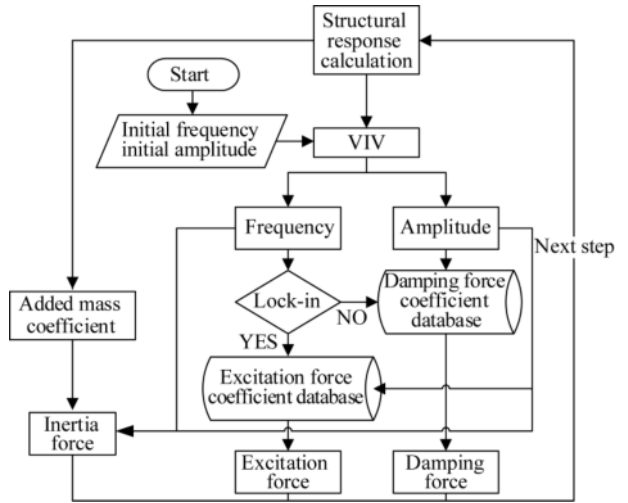 Structural
response
calculation
Start
Initial frequency
initial amplitude
VIV
Frequency
Amplitude
Next step
Lock-in
NO
YES
Damping force
coefficient
database
Added mass
coefficient
Excitation force
coefficient database
Inertia
force
Excitation
force
Damping
force